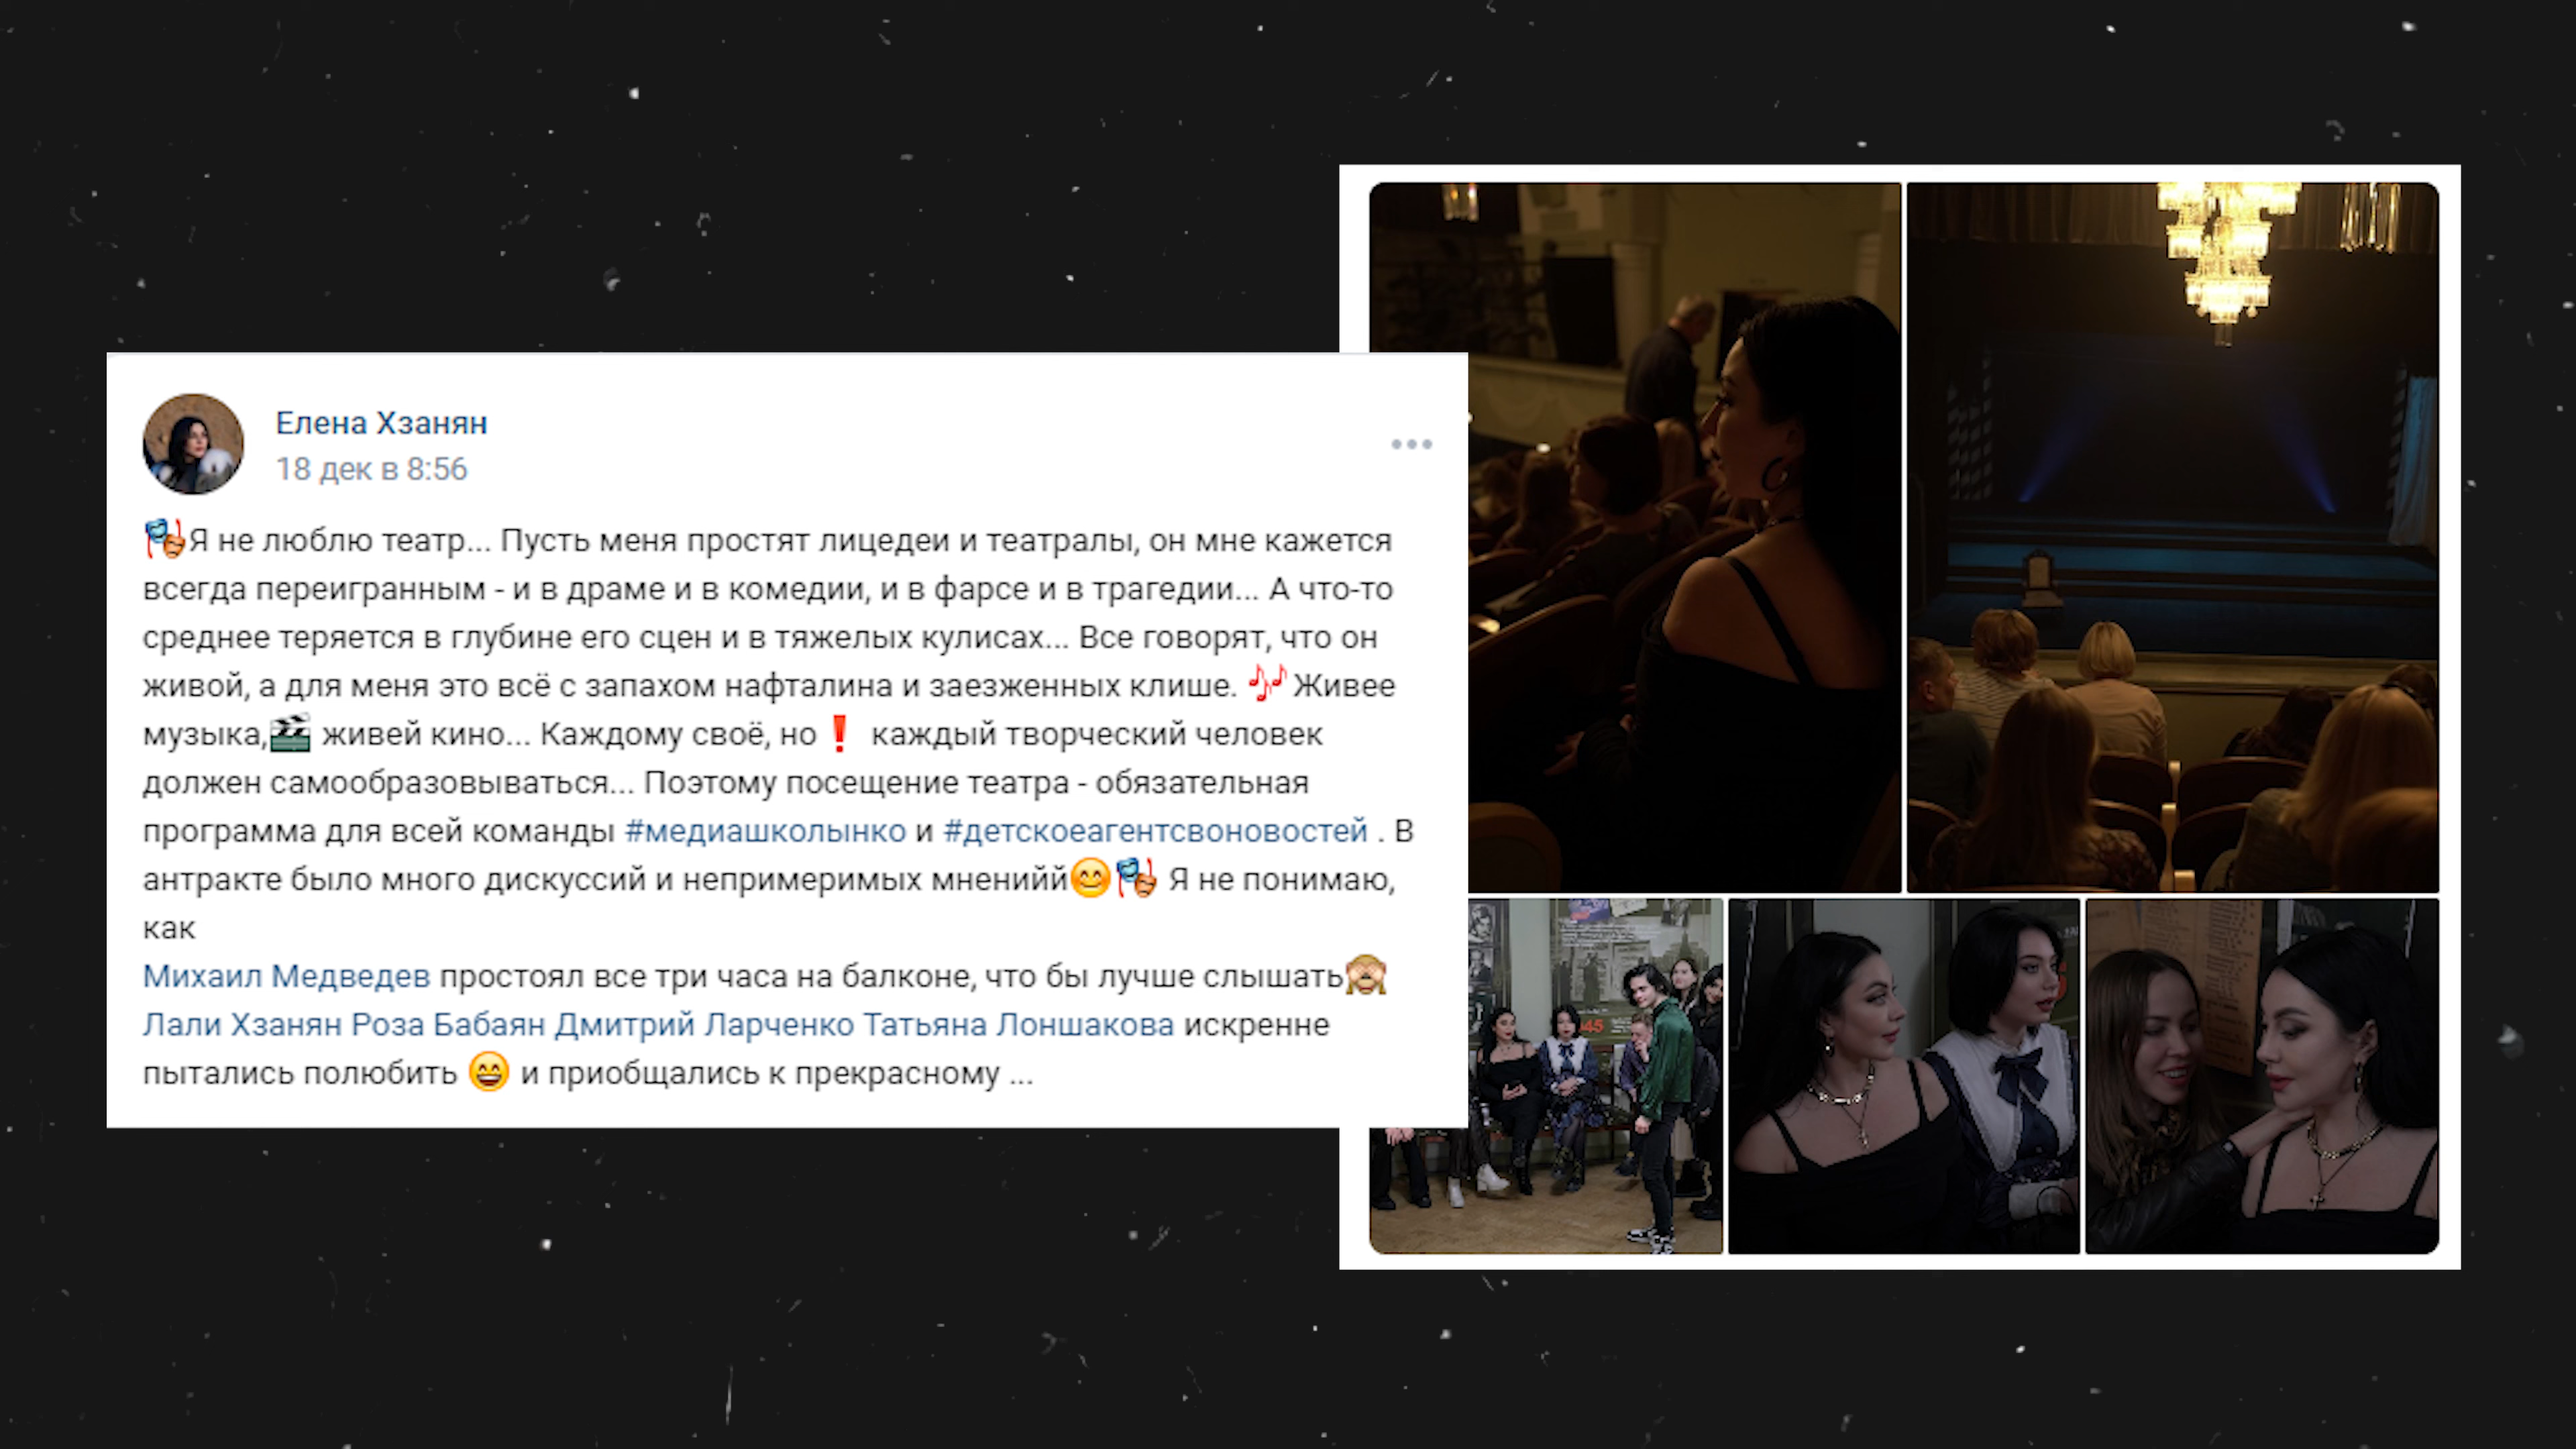 Елена Хзанян
18 дек в 8:56
🎭Я не люблю театр... Пусть меня простят лицедеи и театралы, он мне кажется
всегда переигранным - и в драме и в комедии, и в фарсе и в трагедии... А что-то
среднее теряется в глубине его сцен и в тяжелых кулисах... Все говорят, что он
живой, а для меня это всё с запахом нафталина и заезженных клише. 🎶Живее
музыка,🎬 живей кино... Каждому своё, но❗ каждый творческий человек
должен самообразовываться... Поэтому посещение театра - обязательная
программа для всей команды #медиашколынко и #детскоеагентсвоновостей . В
антракте было много дискуссий и непримеримых мненийй😊🎭 Я не понимаю,
как
Михаил Медведев простоял все три часа на балконе, что бы лучше слышать🙈
Лали Хзанян Роза Бабаян Дмитрий Ларченко Татьяна Лоншакова искренне
пытались полюбить 😄 и приобщались к прекрасному ...
45